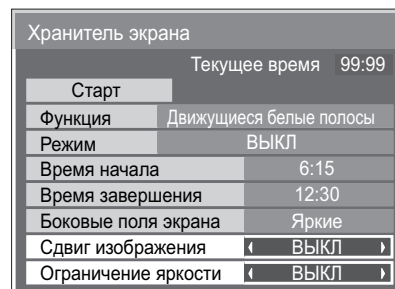 Хранитель экрана
Текущее время 99:99
Старт
Функция Движущиеся белые полосы
Режим ВЫКЛ
Время начала 6:15
Время завершения 12:30
Боковые поля экрана Яркие
Сдвиг изображения ВЫКЛ
Ограничение яркости ВЫКЛ